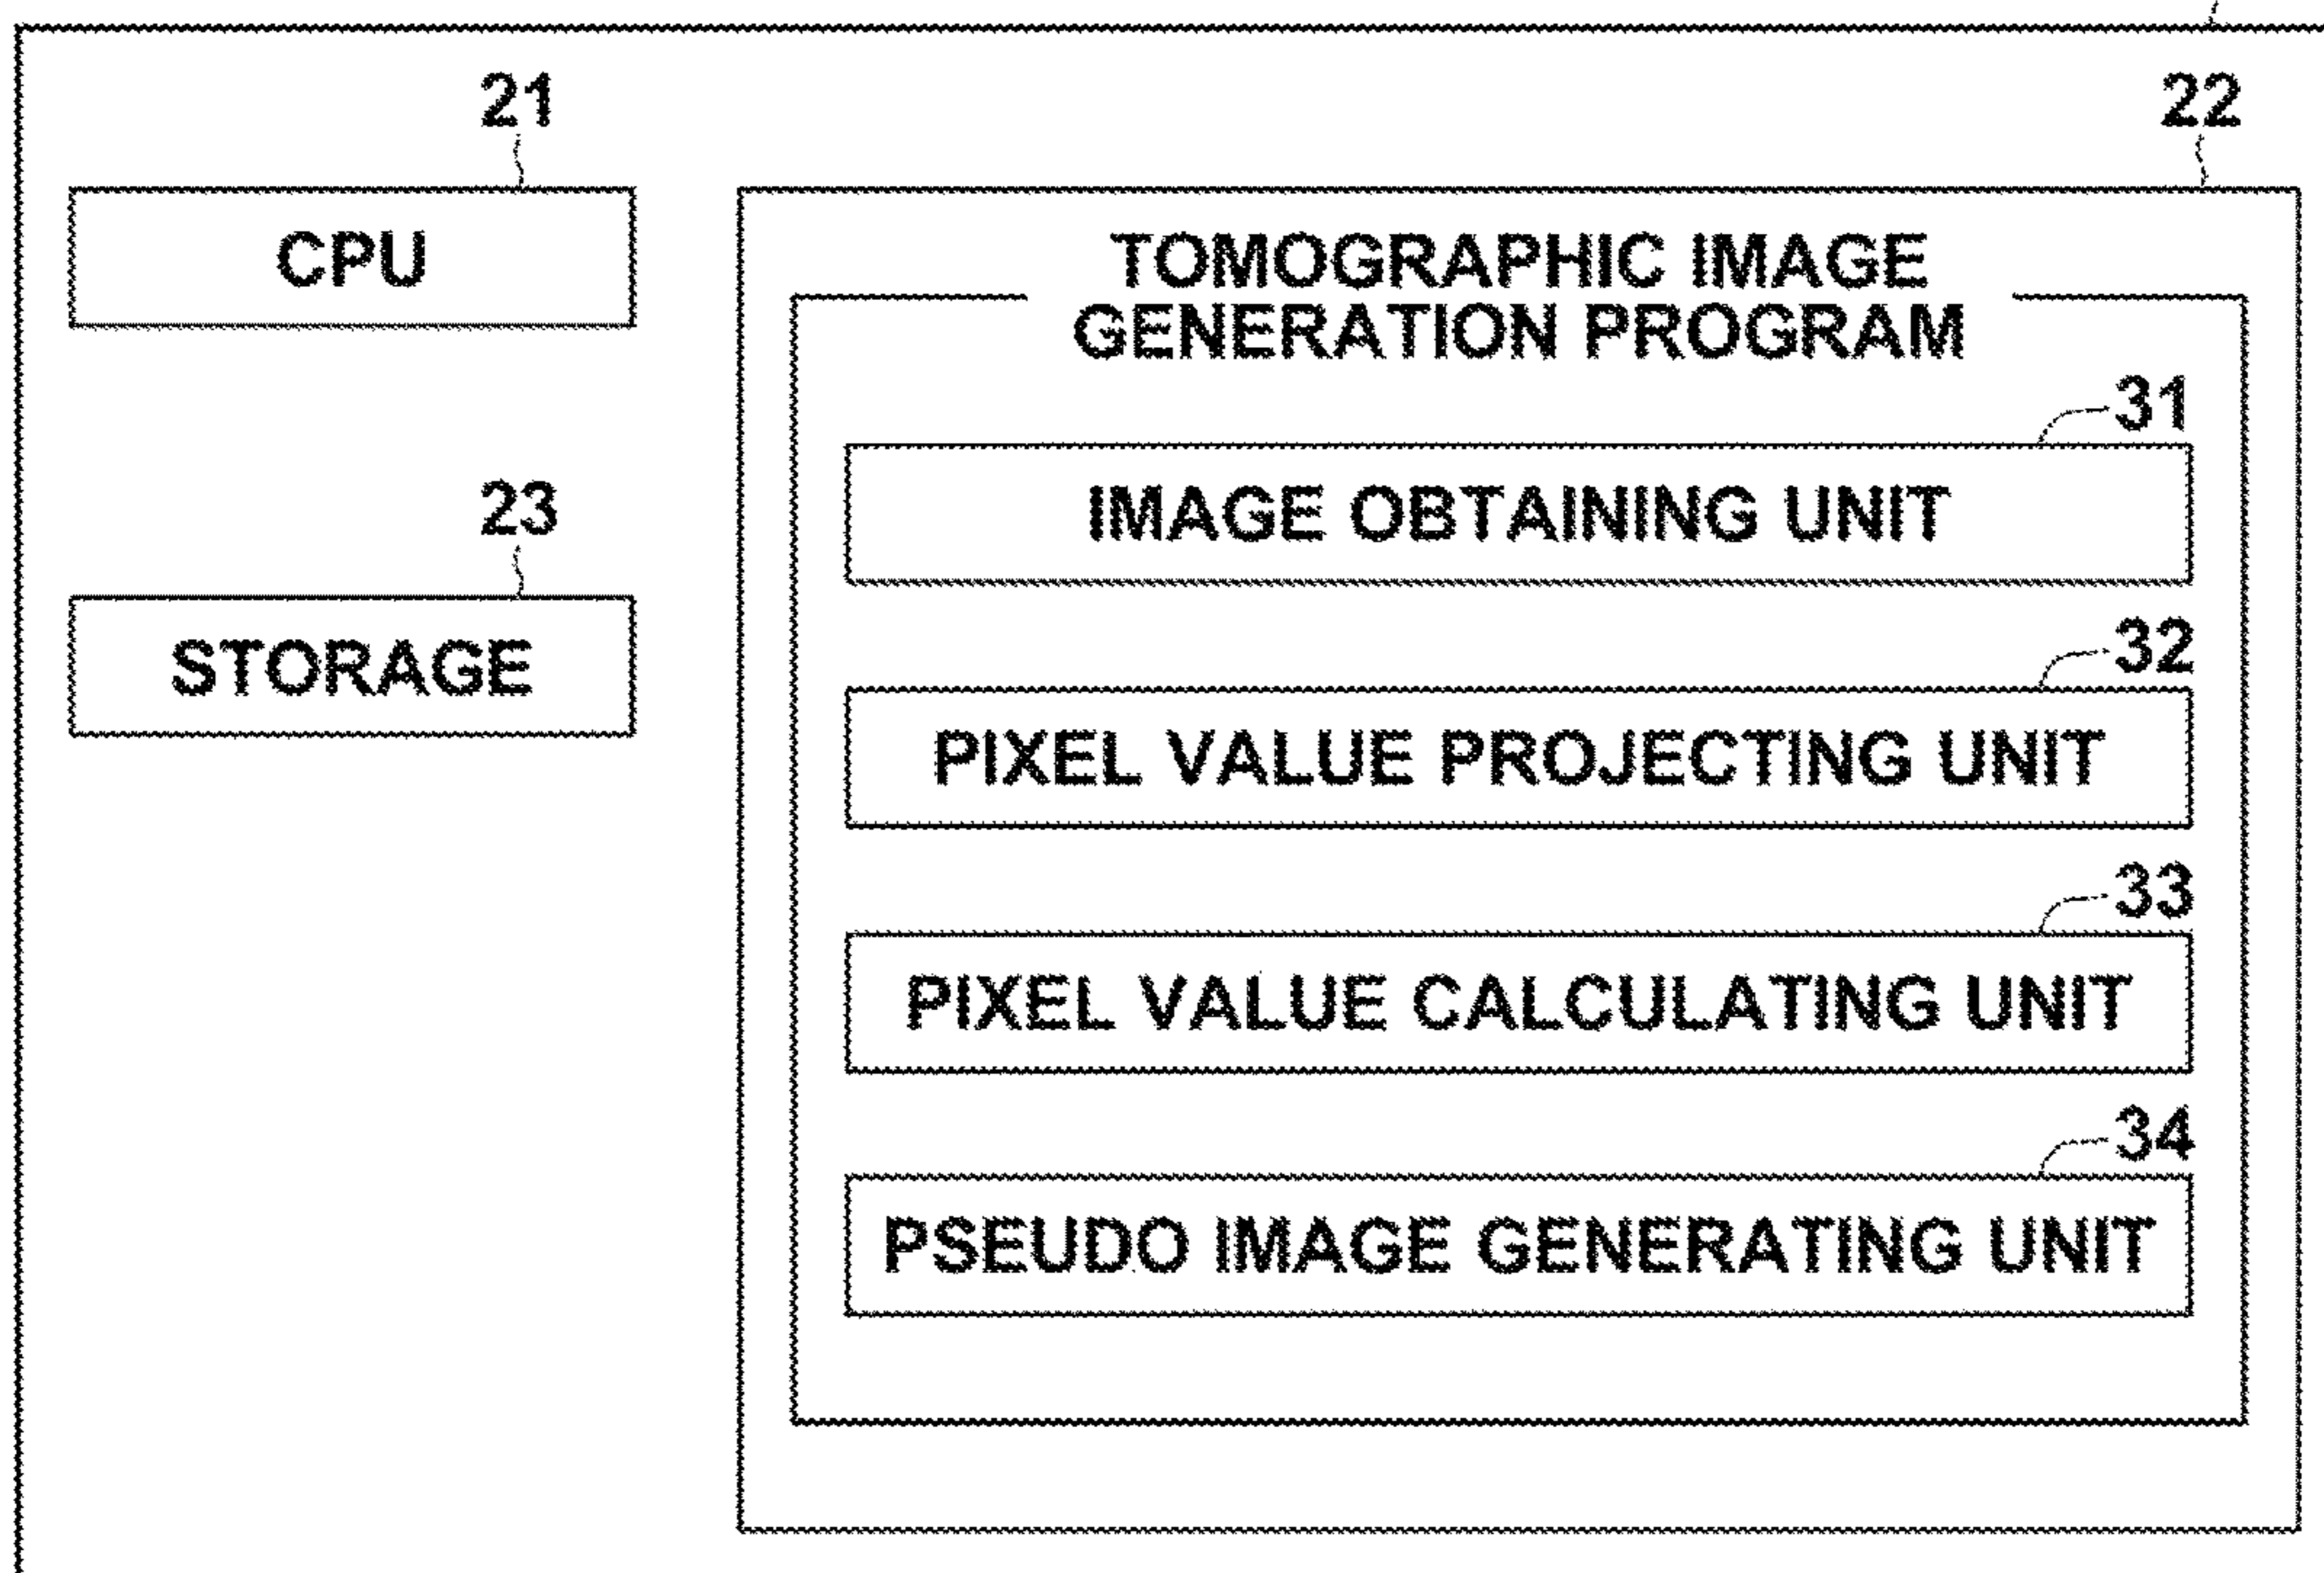 21
22
CPU
TOMOGRAPHIC IMAGE
GENERATION PROGRAM
31
IMAGE OBTAINING UNIT
23
STORAGE
32
PIXEL VALUE PROJECTING UNIT
33
PIXEL VALUE CALCULATING UNIT
34
PSEUDO IMAGE GENERATING UNIT